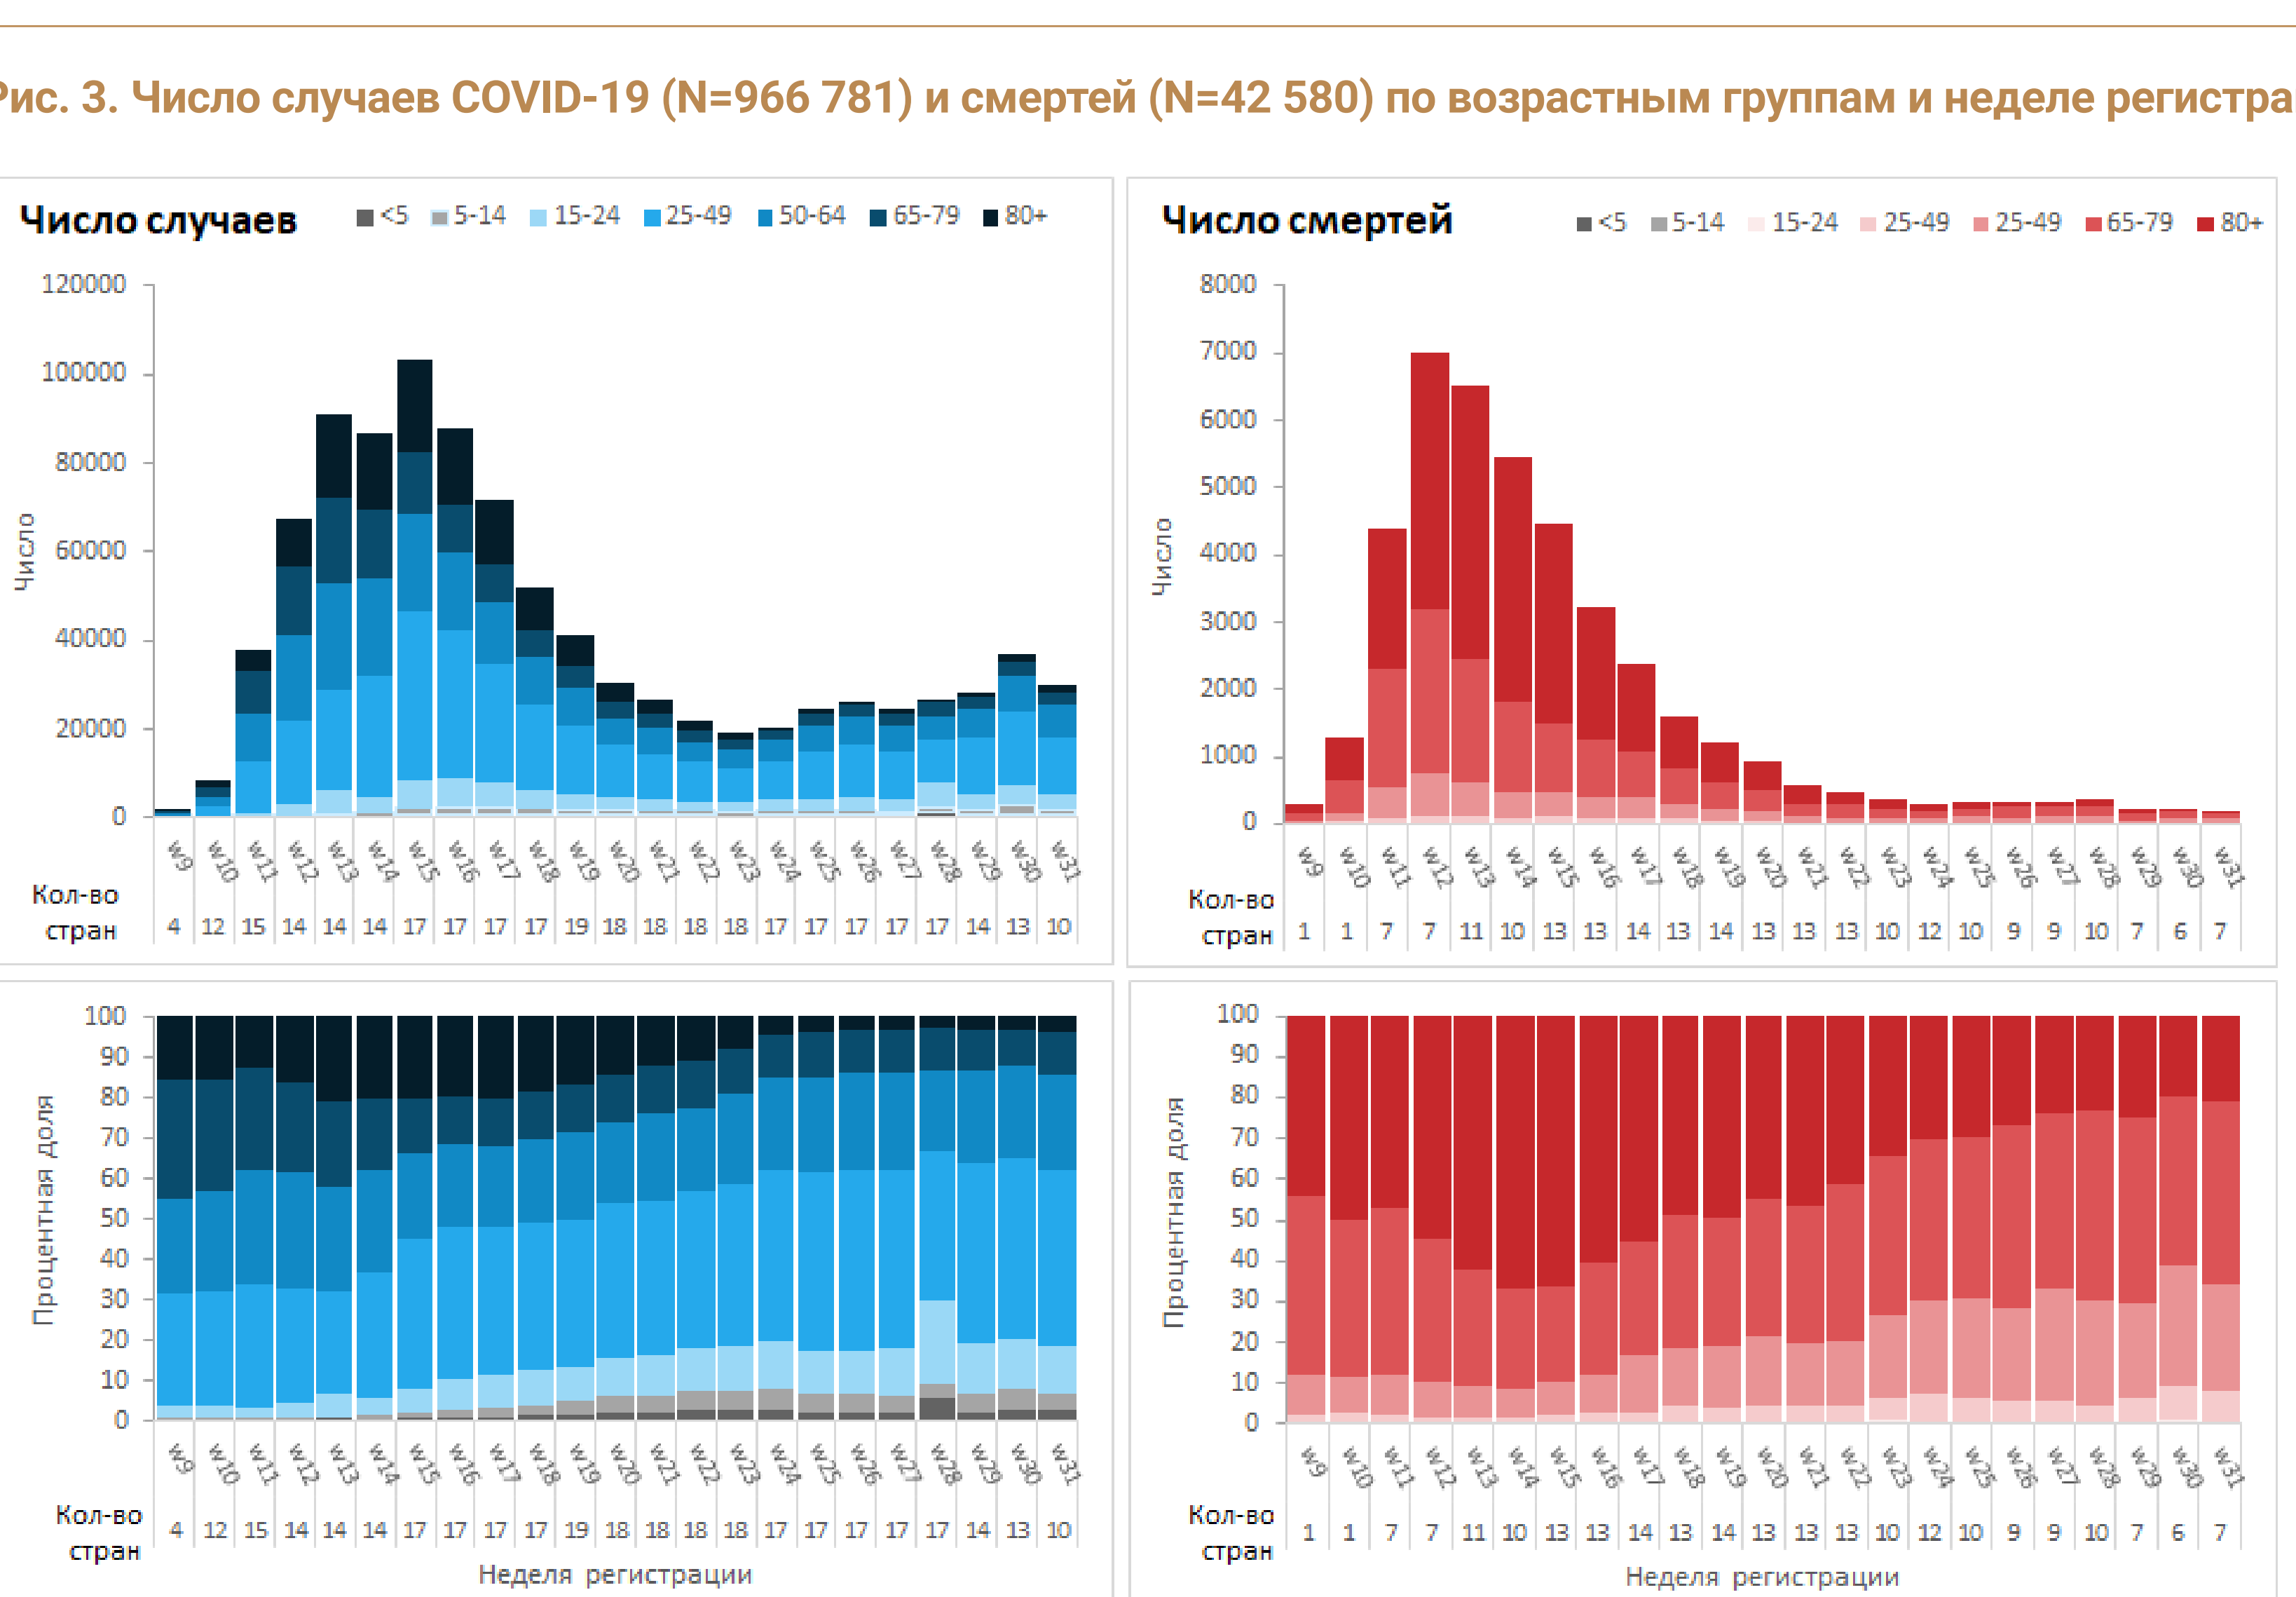 Рис. 3. Число случаев COVID-19 (N=966 781) и смертей (N=42 580) по возрастным группам и неделе регистра
Число случаев <5 5-14 15-24 25-49 50-64 65-79 80+
120000
100000
80000
60000
40000
20000
0
Число
w9 w10 w11 w12 w13 w14 w15 w16 w17 w18 w19 w20 w21 w22 w23 w24 w25 w26 w27 w28 w29 w30 w31
Кол-во
стран 4 12 15 14 14 14 17 17 17 17 19 18 18 18 18 17 17 17 17 17 14 13 10
Число смертей <5 5-14 15-24 25-49 25-49 65-79 80+
8000
7000
6000
5000
4000
3000
2000
1000
0
Число
w9 w10 w11 w12 w13 w14 w15 w16 w17 w18 w19 w20 w21 w22 w23 w24 w25 w26 w27 w28 w29 w30 w31
Кол-во
стран 1 1 7 7 11 10 13 13 14 13 14 13 13 13 10 12 10 9 9 10 7 6 7
100
90
80
70
60
50
40
30
20
10
0
Процентная доля
w9 w10 w11 w12 w13 w14 w15 w16 w17 w18 w19 w20 w21 w22 w23 w24 w25 w26 w27 w28 w29 w30 w31
Кол-во
стран 4 12 15 14 14 14 17 17 17 17 19 18 18 18 18 17 17 17 17 17 14 13 10
Неделя регистрации
100
90
80
70
60
50
40
30
20
10
0
Процентная доля
w9 w10 w11 w12 w13 w14 w15 w16 w17 w18 w19 w20 w21 w22 w23 w24 w25 w26 w27 w28 w29 w30 w31
Кол-во
стран 1 1 7 7 11 10 13 13 14 13 14 13 13 13 10 12 10 9 9 10 7 6 7
Неделя регистрации